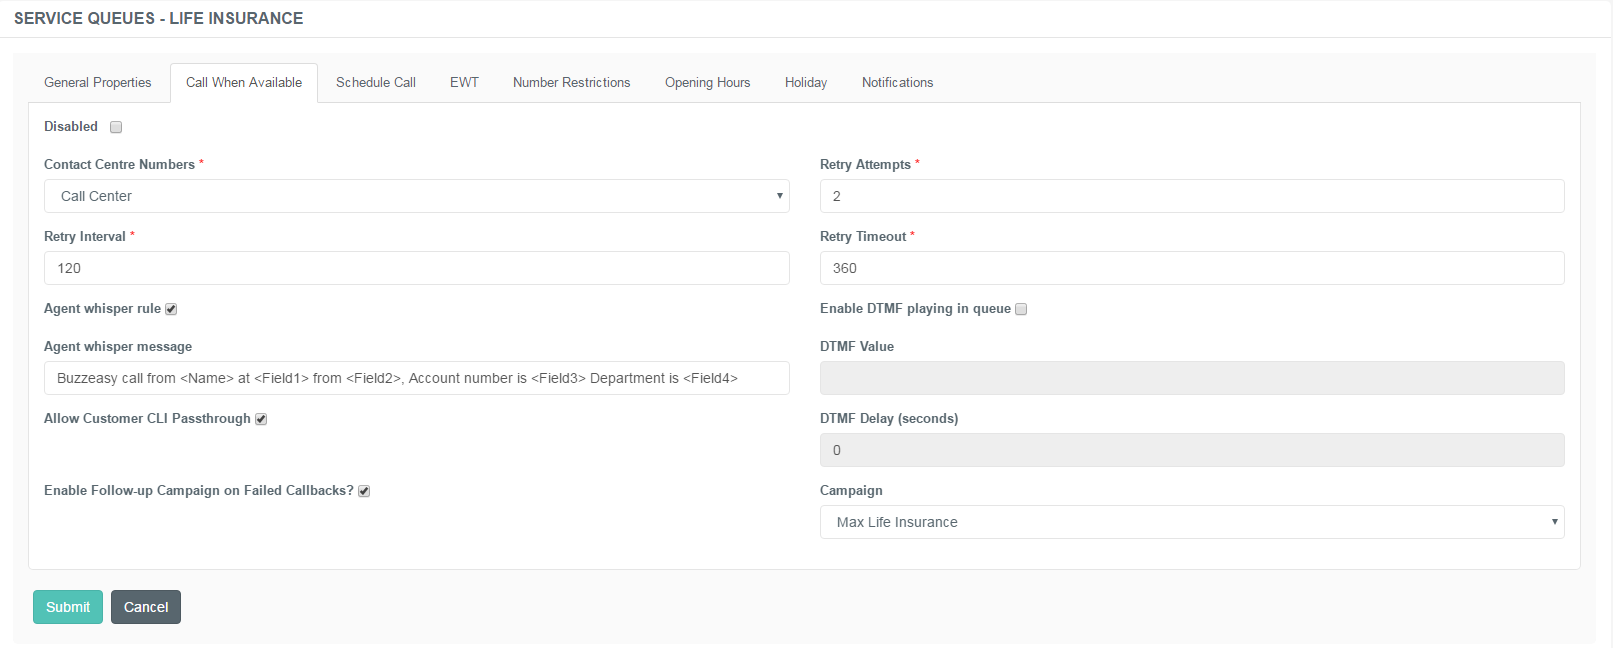 SERVICE QUEUES - LIFE INSURANCE
General Properties Call When Available Schedule Call EWT Number Restrictions Opening Hours Holiday Notifications
Disabled
Contact Centre Numbers * Retry Attempts *
Call Center 2
Retry Interval * Retry Timeout *
120 360
Agent whisper rule Enable DTMF playing in queue
Agent whisper message DTMF Value
Buzzeasy call from <Name> at <Field1> from <Field2>, Account number is <Field3> Department is <Field4>
Allow Customer CLI Passthrough DTMF Delay (seconds)
0
Enable Follow-up Campaign on Failed Callbacks? Campaign
Max Life Insurance
Submit Cancel